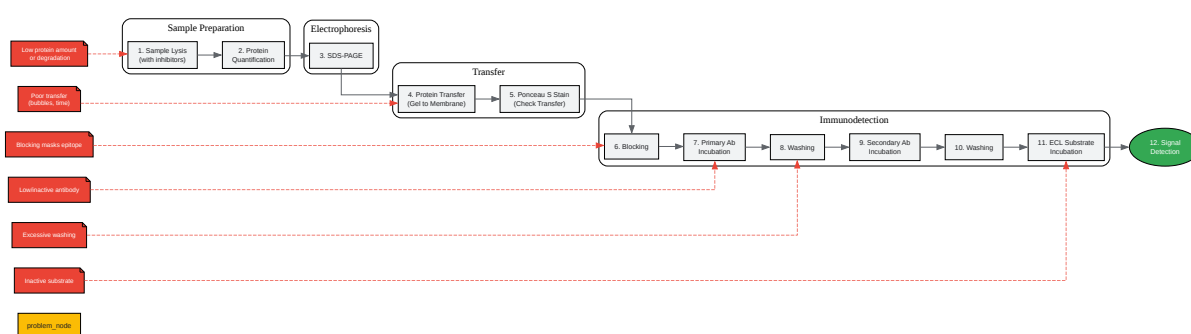 Sample Preparation
1. Sample Lysis
(with inhibitors)
2. Protein
Quantification
Electrophoresis
3. SDS-PAGE
Transfer
4. Protein Transfer
(Gel to Membrane)
5. Ponceau S Stain
(Check Transfer)
Immunodetection
6. Blocking
7. Primary Ab
Incubation
8. Washing
9. Secondary Ab
Incubation
10. Washing
11. ECL Substrate
Incubation
12. Signal
Detection
Low protein amount
or degradation
Poor transfer
(bubbles, time)
Blocking masks epitope
Low/inactive antibody
Excessive washing
Inactive substrate
problem_node